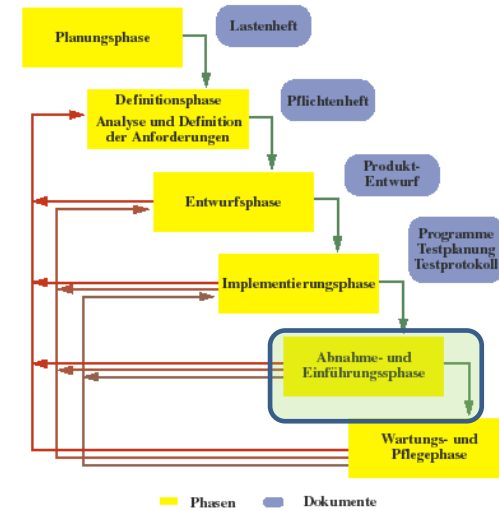 Planungsphase
Lastenheft
Definitionsphase
Analyse und Definition
der Anforderungen
Pflichtenheft
Entwurfsphase
Produkt-
Entwurf
Implementierungsphase
Programme
Testplanung
Testprotokoll
Abnahme- und
Einführungssphase
Wartungs- und
Pflegephase
Phasen
Dokumente